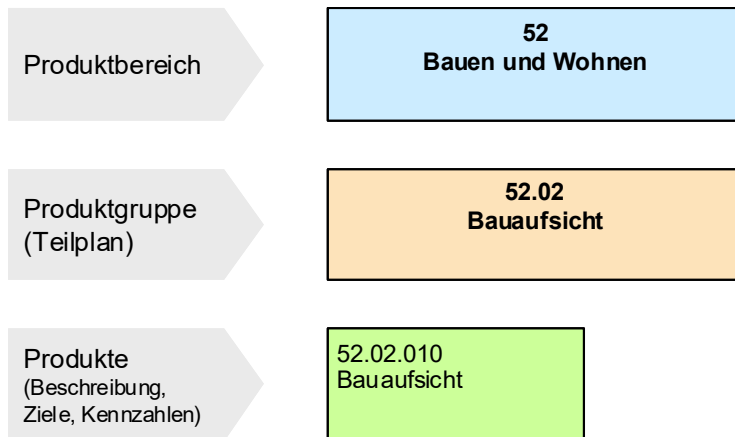 Produktbereich
52
Bauen und Wohnen
Produktgruppe
(Teilplan)
52.02
Bauaufsicht
Produkte
(Beschreibung,
Ziele, Kennzahlen)
52.02.010
Bauaufsicht